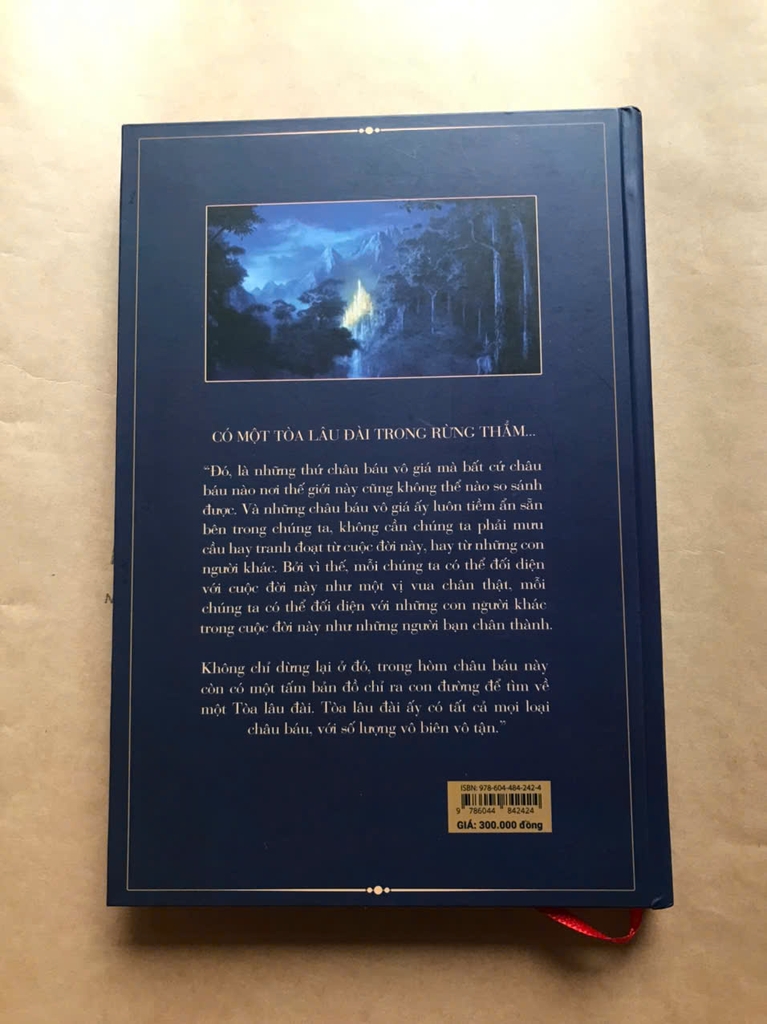 CÓ MỘT TÒA LÂU ĐÀI TRONG RỪNG THẲM...
“Đó, là những thứ châu báu vô giá mà bất cứ châu
báu nào nơi thế giới này cũng không thể nào so sánh
được. Và những châu báu vô giá ấy luôn tiềm ẩn sẵn
bên trong chúng ta, không cần chúng ta phải mưu
cầu hay tranh đoạt từ cuộc đời này, hay từ những con
người khác. Bởi vì thế, mỗi chúng ta có thể đối diện
với cuộc đời này như một vị vua chân thật, mỗi
chúng ta có thể đối diện với những con người khác
trong cuộc đời này như những người bạn chân thành.
Không chỉ dừng lại ở đó, trong hòm châu báu này
còn có một tấm bản đồ chỉ ra con đường để tìm về
một Tòa lâu đài. Tòa lâu đài ấy có tất cả mọi loại
châu báu, với số lượng vô biên vô tận.”
ISBN: 978-604-484-242-4
9 786044 842424
GIÁ: 300.000 đồng